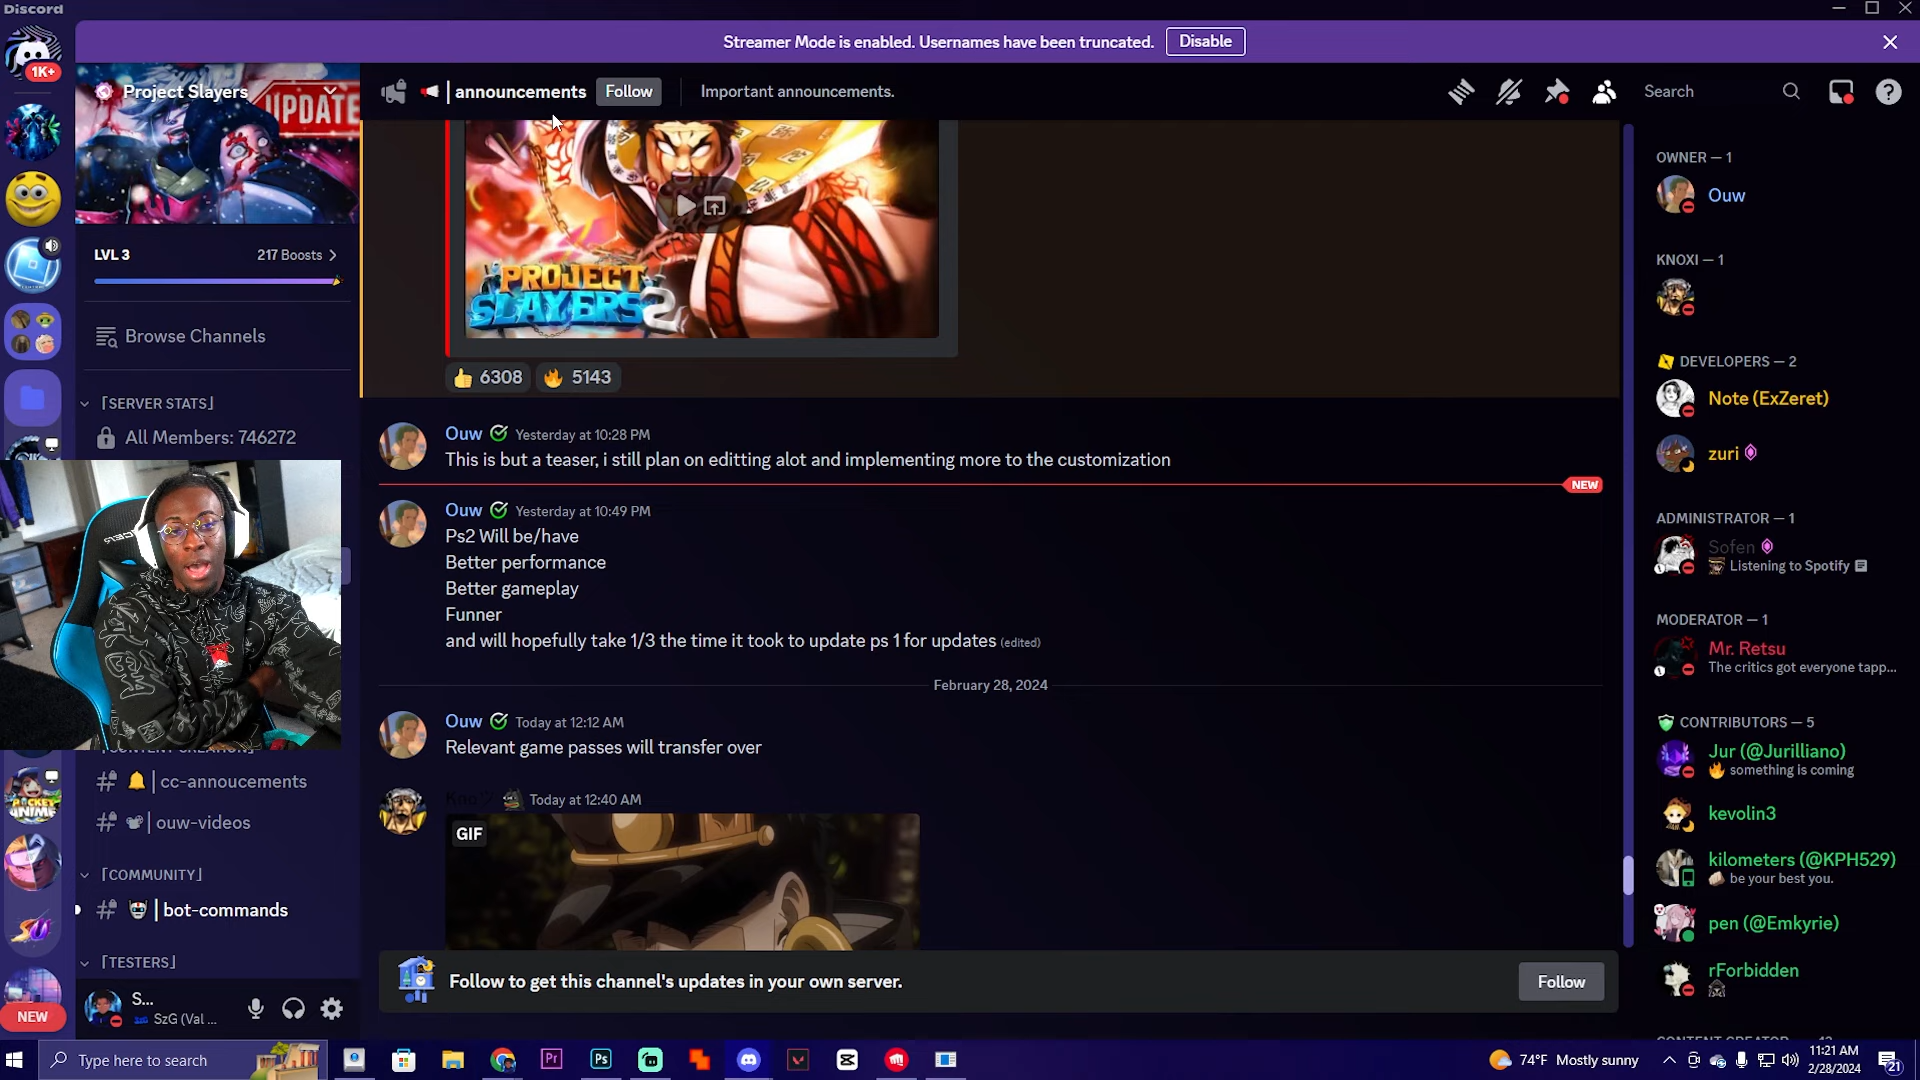 Discord
Streamer Mode is enabled. Usernames have been truncated.
Disable
1K+
Project Slayers
UPDATE
announcements
Follow
Important announcements.
Search
LVL 3
217 Boosts
Browse Channels
[SERVER STATS]
All Members: 746272
PROJECT
SLAYERS 2
6308
5143
Ouw Yesterday at 10:28 PM
This is but a teaser, i still plan on editting alot and implementing more to the customization
NEW
Ouw Yesterday at 10:49 PM
Ps2 Will be/have
Better performance
Better gameplay
Funner
and will hopefully take 1/3 the time it took to update ps 1 for updates (edited)
February 28, 2024
Ouw Today at 12:12 AM
Relevant game passes will transfer over
Today at 12:40 AM
GIF
Follow to get this channel's updates in your own server.
Follow
cc-annoucements
ouw-videos
[COMMUNITY]
bot-commands
[TESTERS]
POCKET
ANIME
NEW
S...
SzG (Val ...
OWNER — 1
Ouw
KNOXI — 1
DEVELOPERS — 2
Note (ExZeret)
zuri
ADMINISTRATOR — 1
Sofen
Listening to Spotify
MODERATOR — 1
Mr. Retsu
The critics got everyone tapp...
CONTRIBUTORS — 5
Jur (@Jurilliano)
something is coming
kevolin3
kilometers (@KPH529)
be your best you.
pen (@Emkyrie)
rForbidden
Type here to search
Pr
Ps
74°F Mostly sunny
11:21 AM
2/28/2024
21